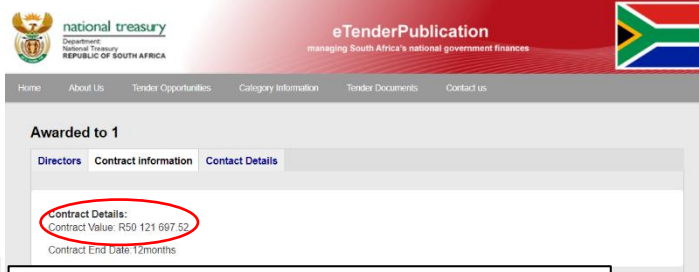 national treasury
Department:
National Treasury
REPUBLIC OF SOUTH AFRICA
eTenderPublication
managing South Africa's national government finances
Home About Us Tender Opportunities Category Information Tender Documents Contact us
Awarded to 1
Directors Contract information Contact Details
Contract Details:
Contract Value: R50 121 697.52
Contract End Date:12months